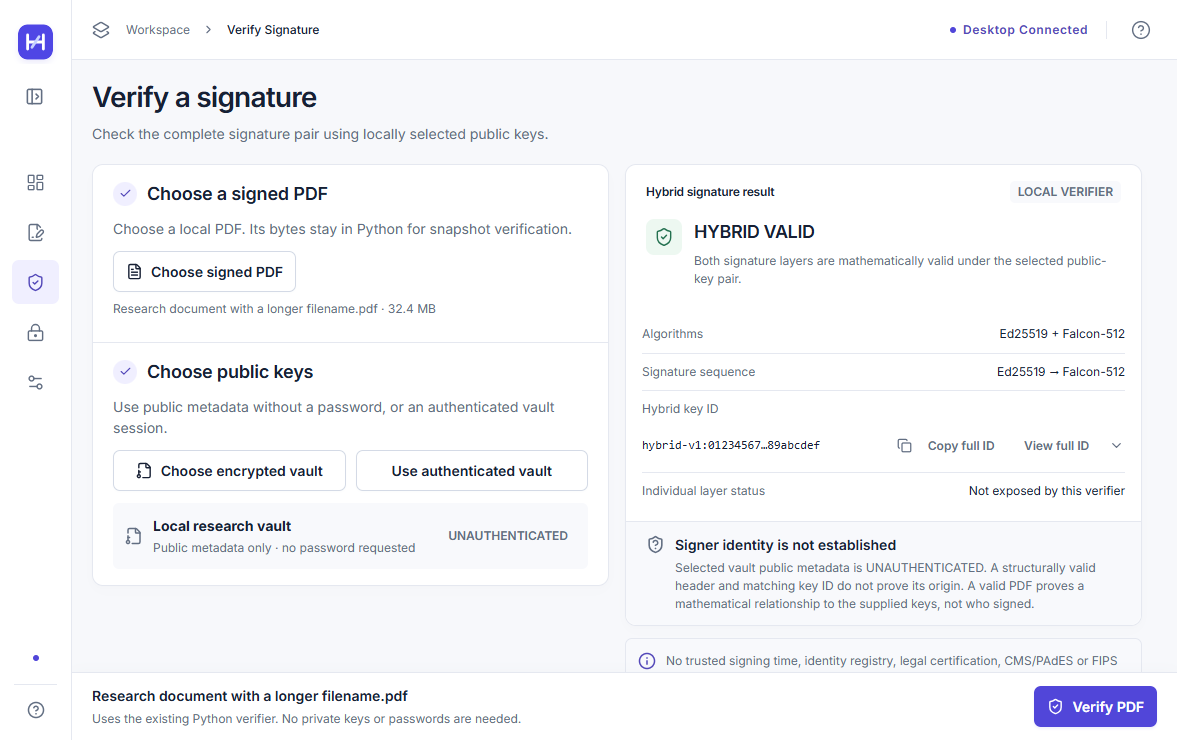 Workspace
Verify Signature
Desktop Connected
Verify a signature
Check the complete signature pair using locally selected public keys.
Choose a signed PDF
Choose a local PDF. Its bytes stay in Python for snapshot verification.
Choose signed PDF
Research document with a longer filename.pdf · 32.4 MB
Choose public keys
Use public metadata without a password, or an authenticated vault
session.
Choose encrypted vault
Use authenticated vault
Local research vault
Public metadata only · no password requested
UNAUTHENTICATED
Hybrid signature result
LOCAL VERIFIER
HYBRID VALID
Both signature layers are mathematically valid under the selected public-
key pair.
Algorithms
Ed25519 + Falcon-512
Signature sequence
Ed25519 → Falcon-512
Hybrid key ID
hybrid-v1:01234567…89abcdef
Copy full ID
View full ID
Individual layer status
Not exposed by this verifier
Signer identity is not established
Selected vault public metadata is UNAUTHENTICATED. A structurally valid
header and matching key ID do not prove its origin. A valid PDF proves a
mathematical relationship to the supplied keys, not who signed.
No trusted signing time, identity registry, legal certification, CMS/PAdES or FIPS
Research document with a longer filename.pdf
Uses the existing Python verifier. No private keys or passwords are needed.
Verify PDF